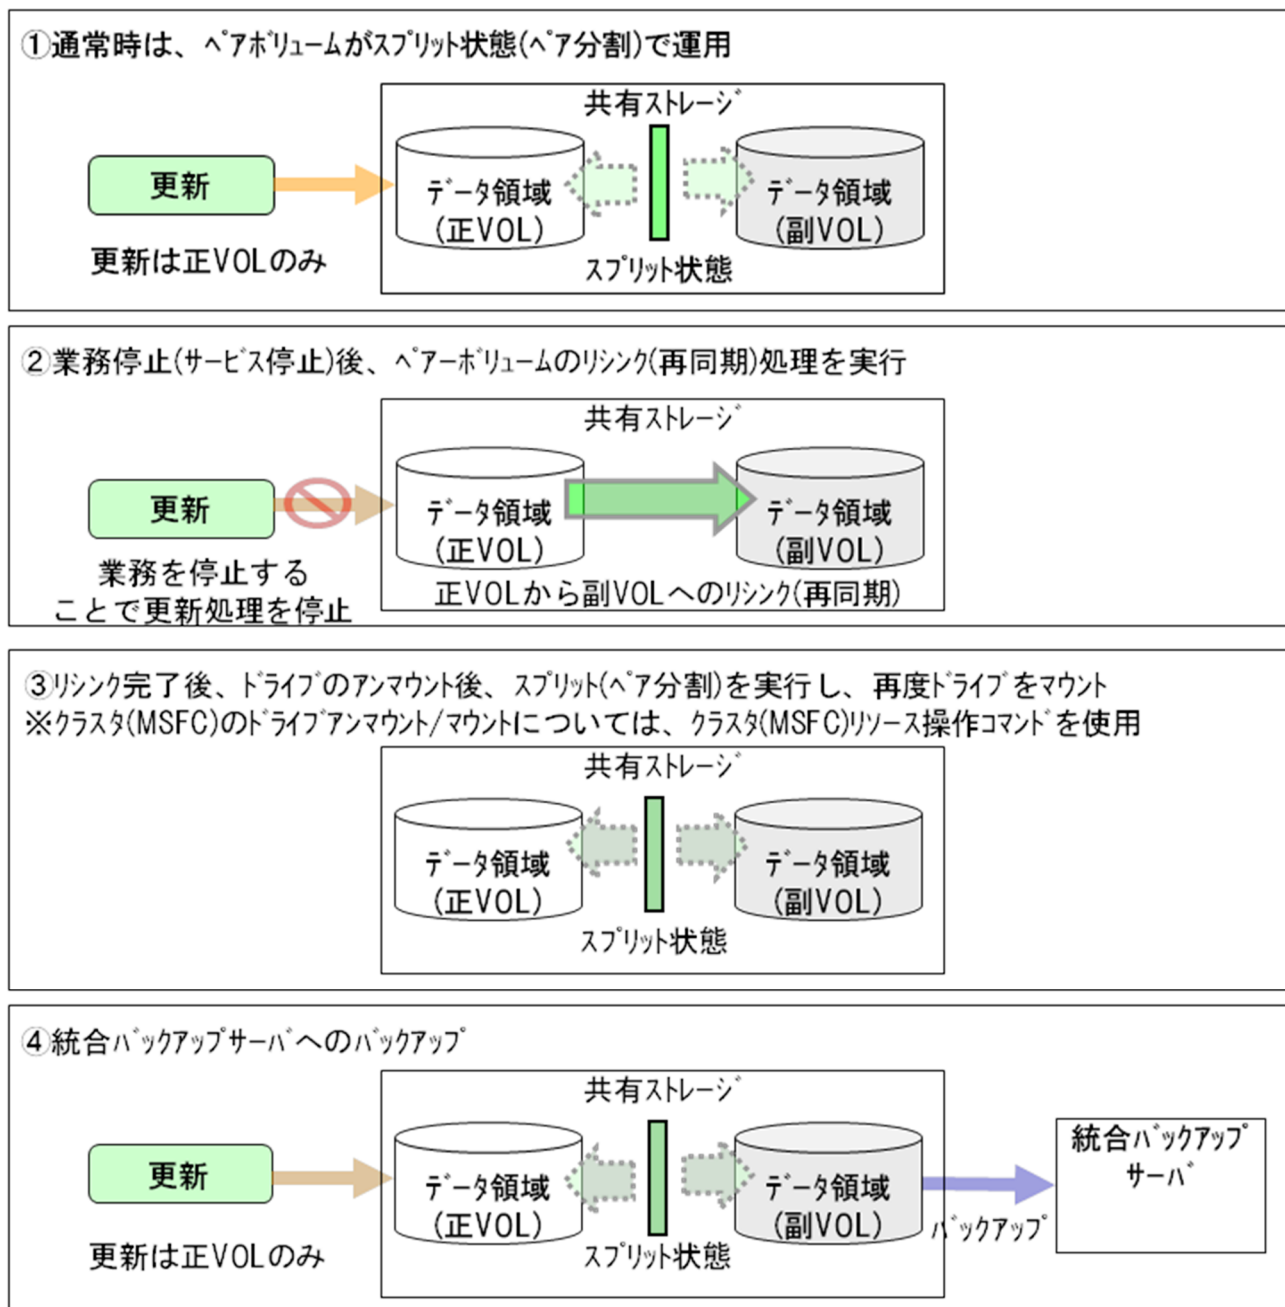 ①通常時は、ﾍﾟｱﾎﾞﾘｭｰﾑがｽﾌﾟﾘｯﾄ状態(ﾍﾟｱ分割)で運用
共有ｽﾄﾚｰｼﾞ
更新
ﾃﾞｰﾀ領域
(正VOL)
ﾃﾞｰﾀ領域
(副VOL)
更新は正VOLのみ
ｽﾌﾟﾘｯﾄ状態
②業務停止(ｻｰﾋﾞｽ停止)後、ﾍﾟｱｰﾎﾞﾘｭｰﾑのﾘｼﾝｸ(再同期)処理を実行
共有ｽﾄﾚｰｼﾞ
更新
ﾃﾞｰﾀ領域
(正VOL)
ﾃﾞｰﾀ領域
(副VOL)
業務を停止する
ことで更新処理を停止
正VOLから副VOLへのﾘｼﾝｸ(再同期)
③ﾘｼﾝｸ完了後、ﾄﾞﾗｲﾌﾞのｱﾝﾏｳﾝﾄ後、ｽﾌﾟﾘｯﾄ(ﾍﾟｱ分割)を実行し、再度ﾄﾞﾗｲﾌﾞをﾏｳﾝﾄ
※ｸﾗｽﾀ(MSFC)のﾄﾞﾗｲﾌﾞｱﾝﾏｳﾝﾄ/ﾏｳﾝﾄについては、ｸﾗｽﾀ(MSFC)ﾘｿｰｽ操作ｺﾏﾝﾄﾞを使用
共有ｽﾄﾚｰｼﾞ
ﾃﾞｰﾀ領域
(正VOL)
ﾃﾞｰﾀ領域
(副VOL)
ｽﾌﾟﾘｯﾄ状態
④統合ﾊﾞｯｸｱｯﾌﾟｻｰﾊﾞへのﾊﾞｯｸｱｯﾌﾟ
共有ｽﾄﾚｰｼﾞ
更新
ﾃﾞｰﾀ領域
(正VOL)
ﾃﾞｰﾀ領域
(副VOL)
統合ﾊﾞｯｸｱｯﾌﾟ
ｻｰﾊﾞ
ﾊﾞｯｸｱｯﾌﾟ
更新は正VOLのみ
ｽﾌﾟﾘｯﾄ状態